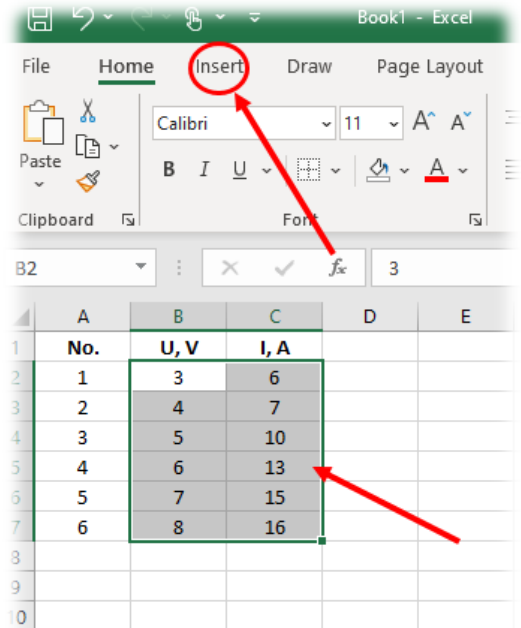 Book1 - Excel
File Home Insert Draw Page Layout
Calibri 11 A^ A˅
Paste B I U A
Clipboard Font
B2 fx 3
A B C D E
1 No. U, V I, A
2 1 3 6
3 2 4 7
4 3 5 10
5 4 6 13
6 5 7 15
7 6 8 16
8
9
10